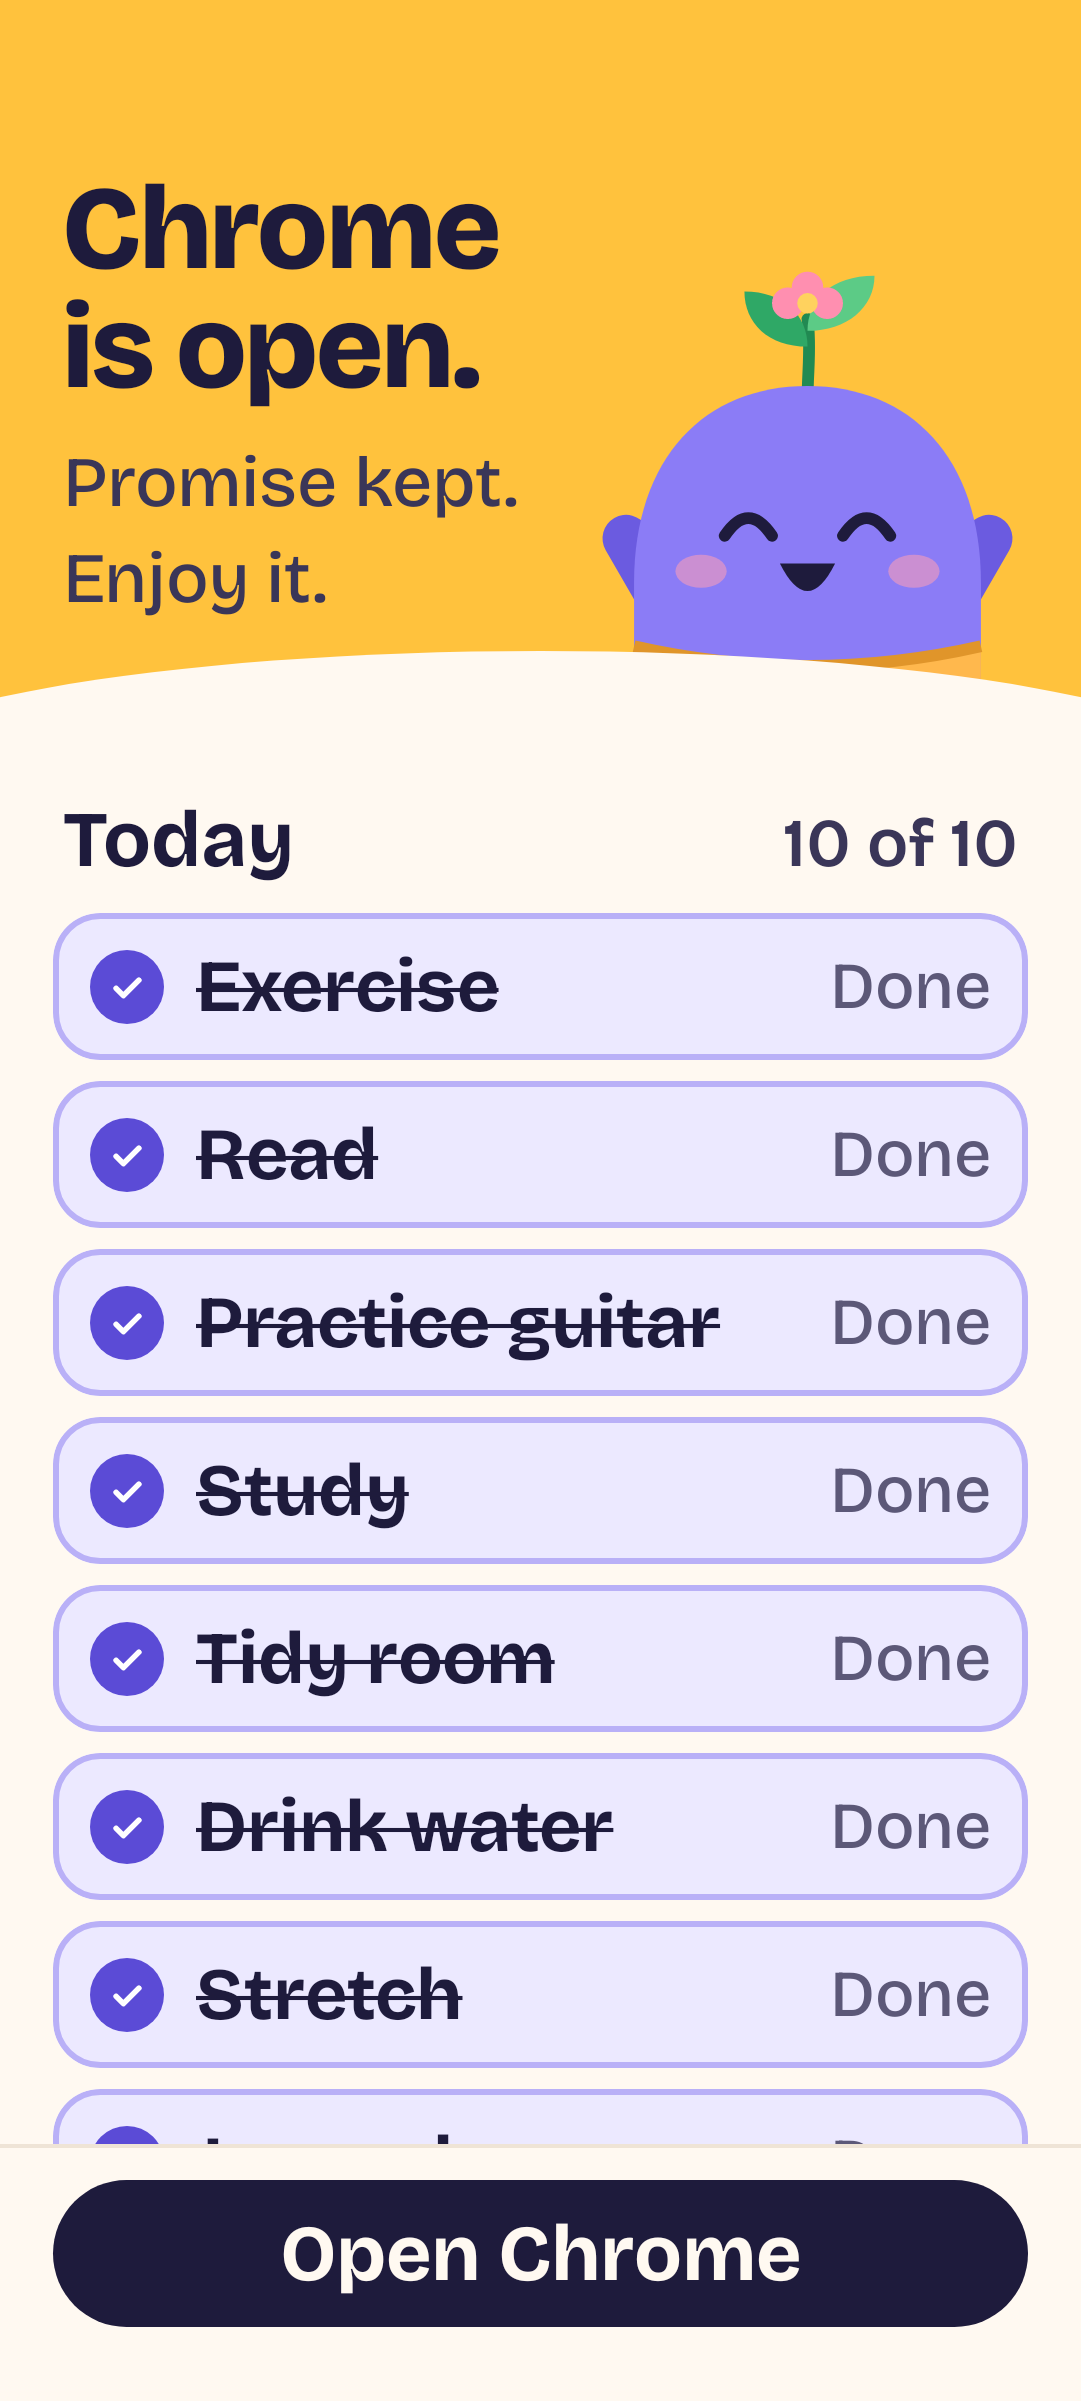 Chrome
is open.
Promise kept.
Enjoy it.
Today
10 of 10
Exercise
Done
Read
Done
Practice guitar
Done
Study
Done
Tidy room
Done
Drink water
Done
Stretch
Done
Open Chrome